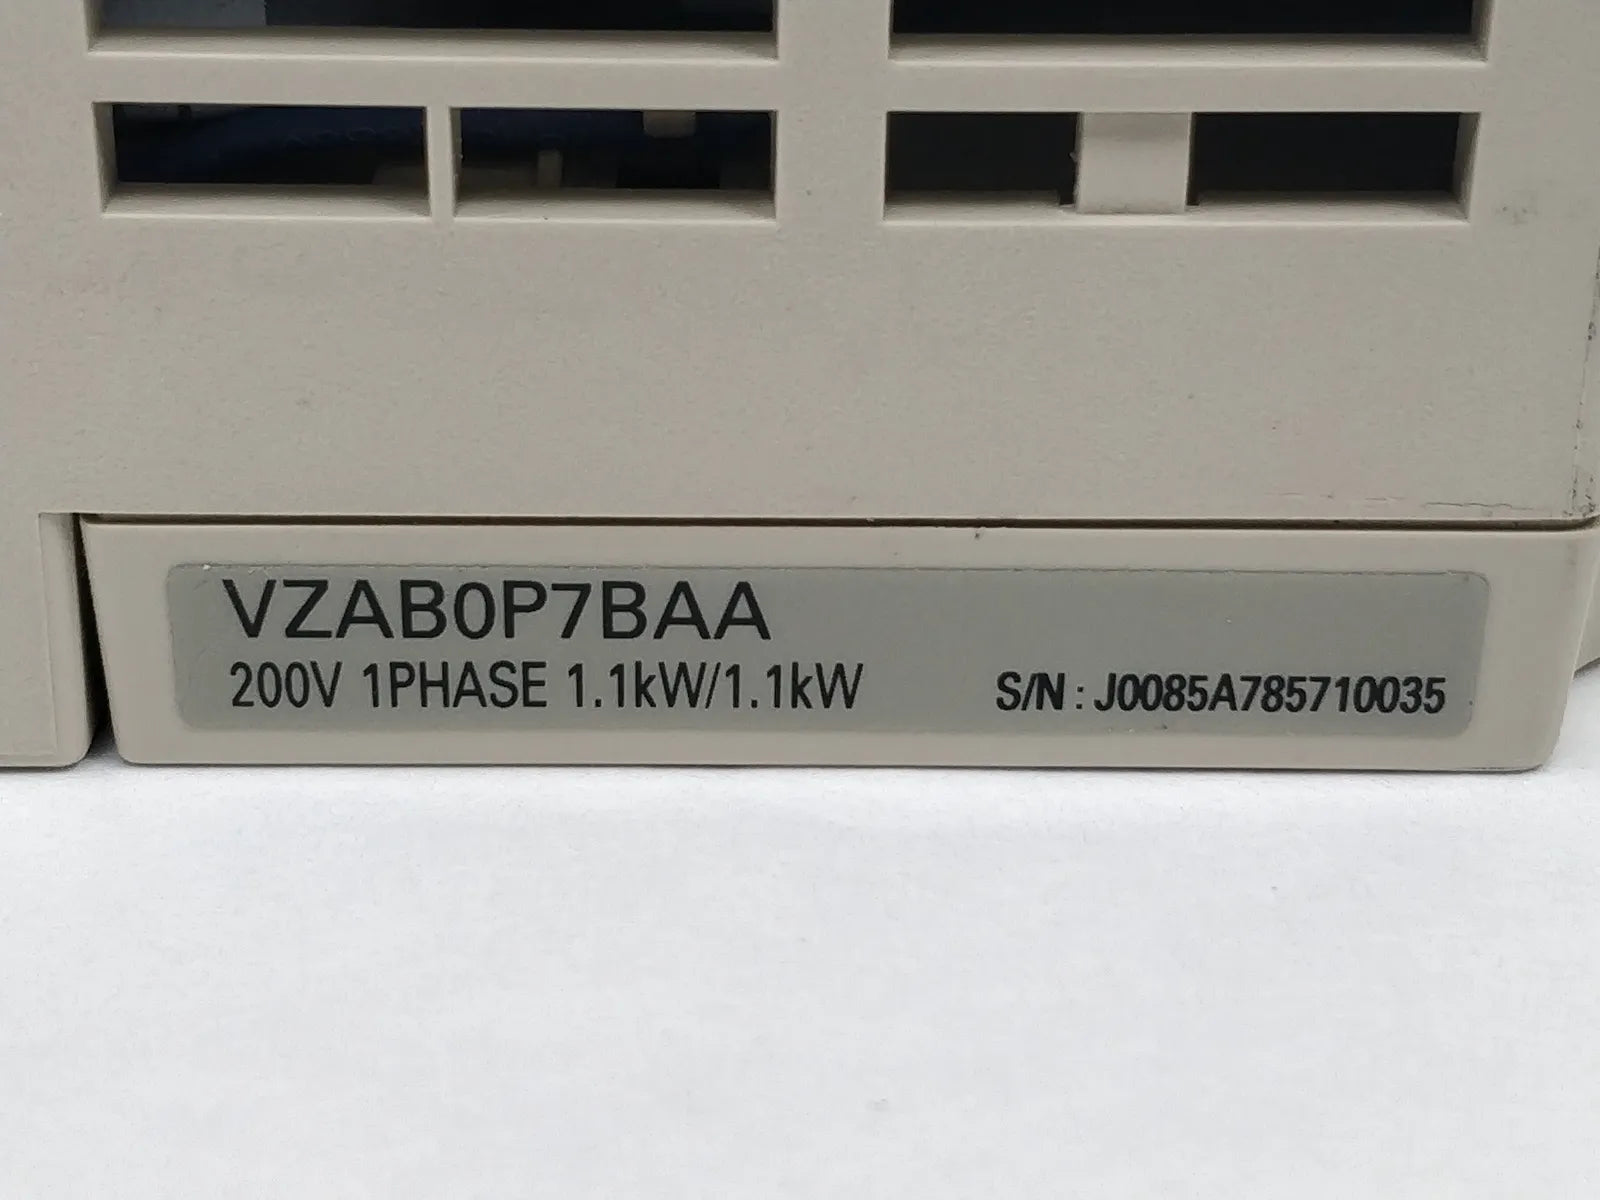 VZAB0P7BAA
200V 1PHASE 1.1kW/1.1kW
S/N : J0085A785710035